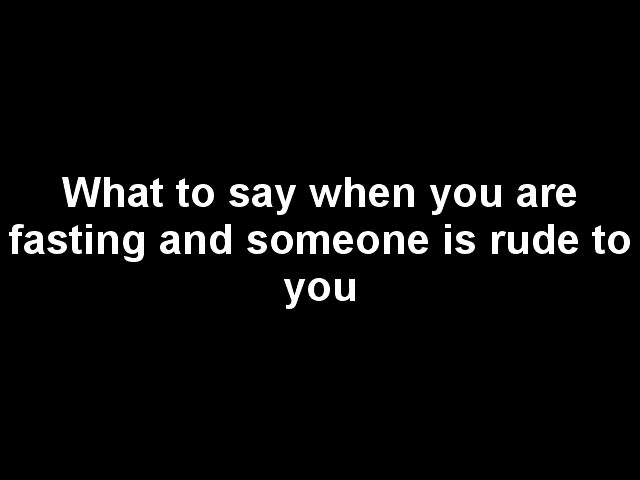 What to say when you are
fasting and someone is rude to
you